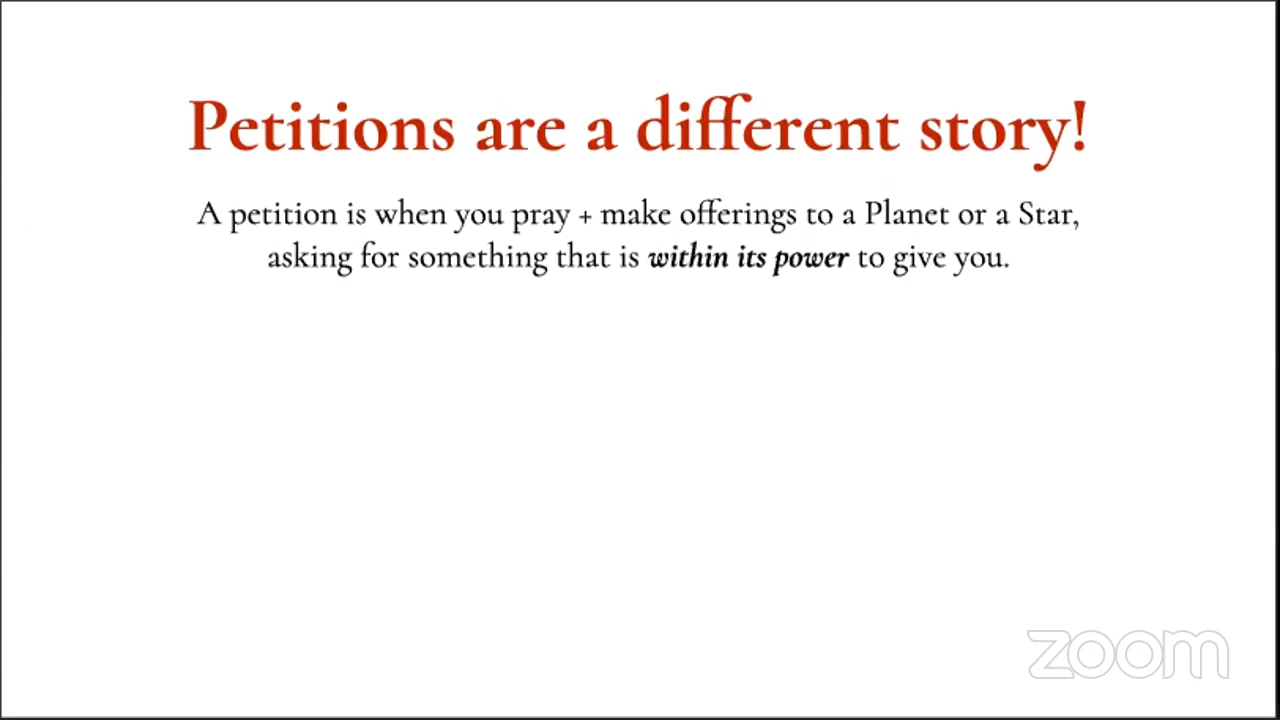 Petitions are a different story!
A petition is when you pray + make offerings to a Planet or a Star,
asking for something that is within its power to give you.
zoom